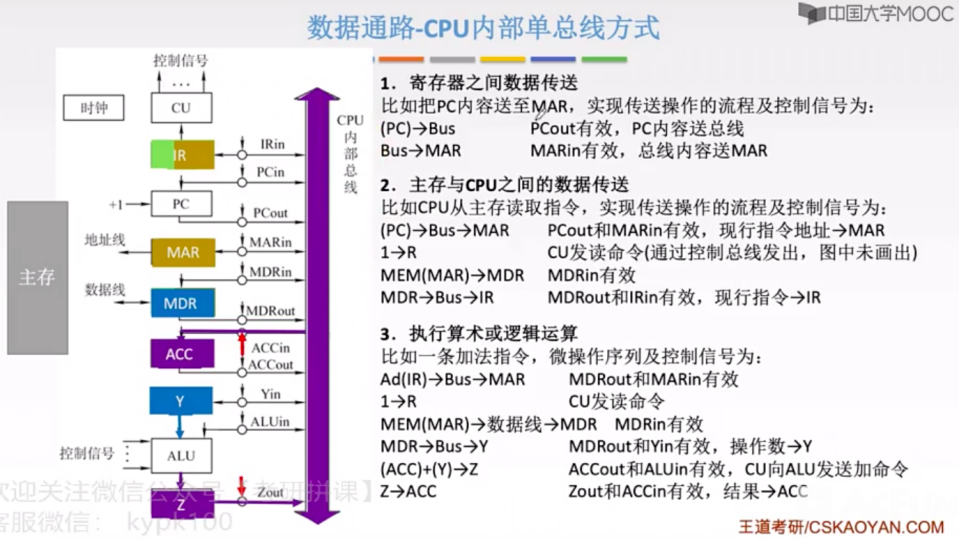 中国大学MOOC
数据通路-CPU内部单总线方式
控制信号
...
时钟
CU
IR
IRin
PCin
+1
PC
PCout
地址线
MAR
MARin
MDRin
主存
数据线
MDR
MDRout
ACC
ACCin
ACCout
Y
Yin
ALUin
控制信号
ALU
Z
Zout
CPU
内
部
总
线
1. 寄存器之间数据传送
比如把PC内容送至MAR，实现传送操作的流程及控制信号为：
(PC)→Bus PCout有效，PC内容送总线
Bus→MAR MARin有效，总线内容送MAR
2. 主存与CPU之间的数据传送
比如CPU从主存读取指令，实现传送操作的流程及控制信号为：
(PC)→Bus→MAR PCout和MARin有效，现行指令地址→MAR
1→R CU发读命令(通过控制总线发出，图中未画出)
MEM(MAR)→MDR MDRin有效
MDR→Bus→IR MDRout和IRin有效，现行指令→IR
3. 执行算术或逻辑运算
比如一条加法指令，微操作序列及控制信号为：
Ad(IR)→Bus→MAR MDRout和MARin有效
1→R CU发读命令
MEM(MAR)→数据线→MDR MDRin有效
MDR→Bus→Y MDRout和Yin有效，操作数→Y
(ACC)+(Y)→Z ACCout和ALUin有效，CU向ALU发送加命令
Z→ACC Zout和ACCin有效，结果→ACC
欢迎关注微信公众号【考研拼课】
客服微信： kypk100
王道考研/CSKAOYAN.COM